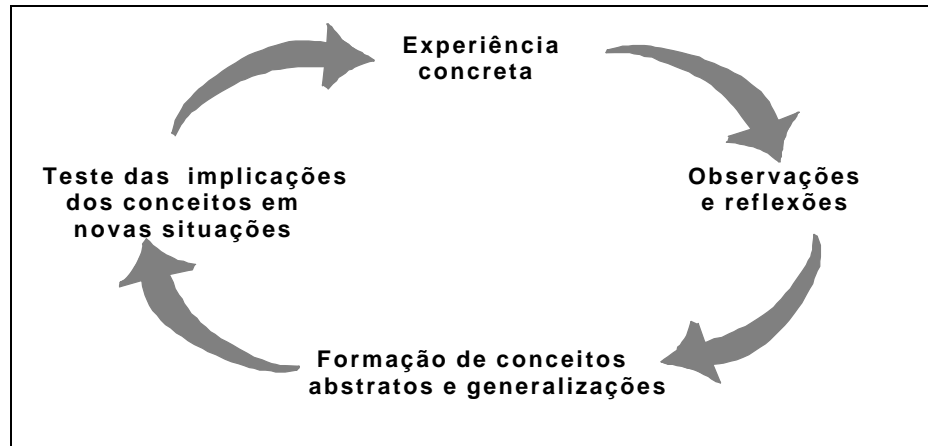 Experiência
concreta
Teste das implicações
dos conceitos em
novas situações
Observações
e reflexões
Formação de conceitos
abstratos e generalizações